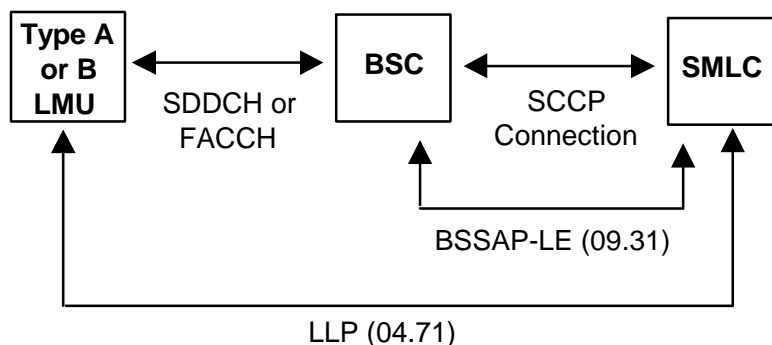 Type A
or B
LMU
BSC
SMLC
SDDCH or
FACCH
SCCP
Connection
BSSAP-LE (09.31)
LLP (04.71)